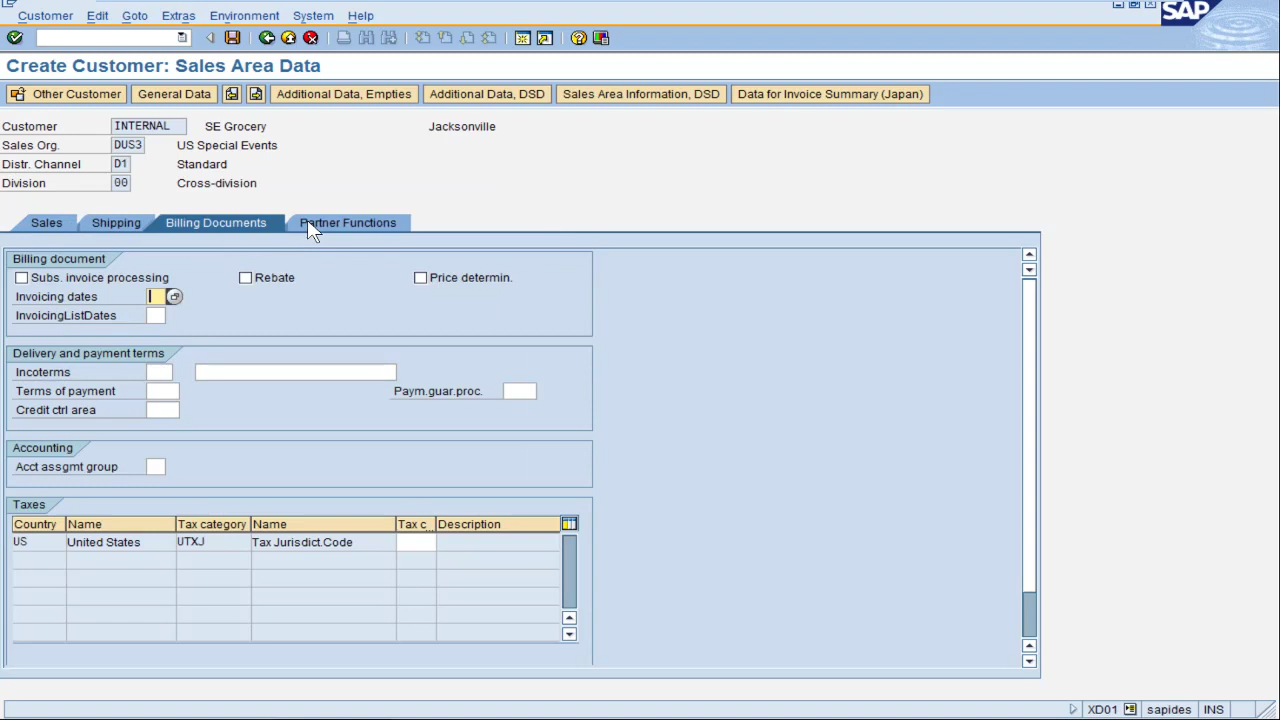 Customer Edit Goto Extras Environment System Help
SAP
Create Customer: Sales Area Data
Other Customer General Data Additional Data, Empties Additional Data, DSD Sales Area Information, DSD Data for Invoice Summary (Japan)
Customer INTERNAL SE Grocery Jacksonville
Sales Org. DUS3 US Special Events
Distr. Channel D1 Standard
Division 00 Cross-division
Sales Shipping Billing Documents Partner Functions
Billing document
Subs. invoice processing Rebate Price determin.
Invoicing dates
InvoicingListDates
Delivery and payment terms
Incoterms
Terms of payment Paym.guar.proc.
Credit ctrl area
Accounting
Acct assgmt group
Taxes
Country Name Tax category Name Tax c... Description
US United States UTXJ Tax Jurisdict.Code
XD01 sapides INS